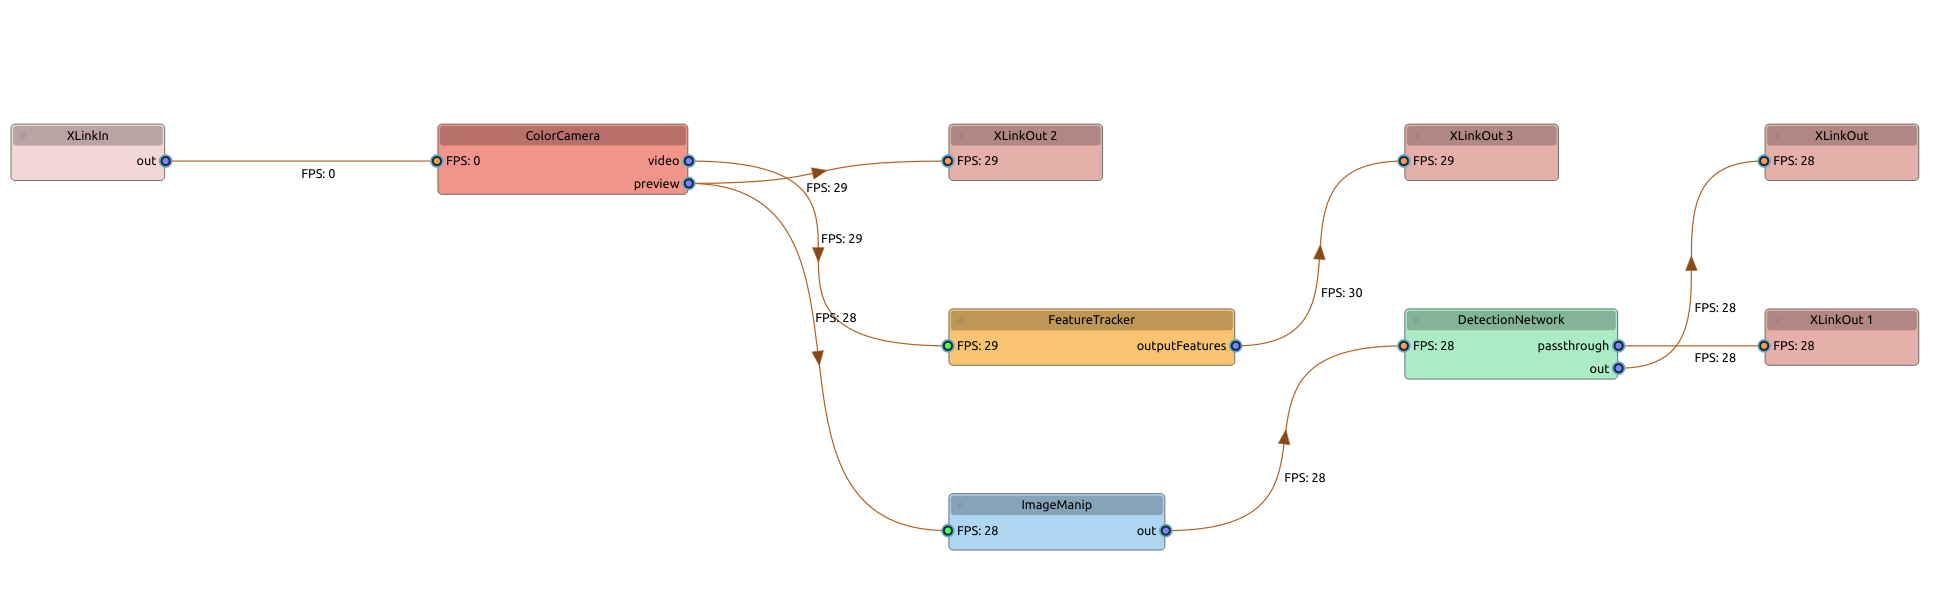 XLinkIn
out
FPS: 0
ColorCamera
FPS: 0
video
preview
XLinkOut 2
FPS: 29
FPS: 29
FPS: 29
FPS: 28
XLinkOut 3
FPS: 29
XLinkOut
FPS: 28
FeatureTracker
FPS: 29
outputFeatures
FPS: 30
DetectionNetwork
FPS: 28
passthrough
out
FPS: 28
FPS: 28
XLinkOut 1
FPS: 28
ImageManip
FPS: 28
out
FPS: 28